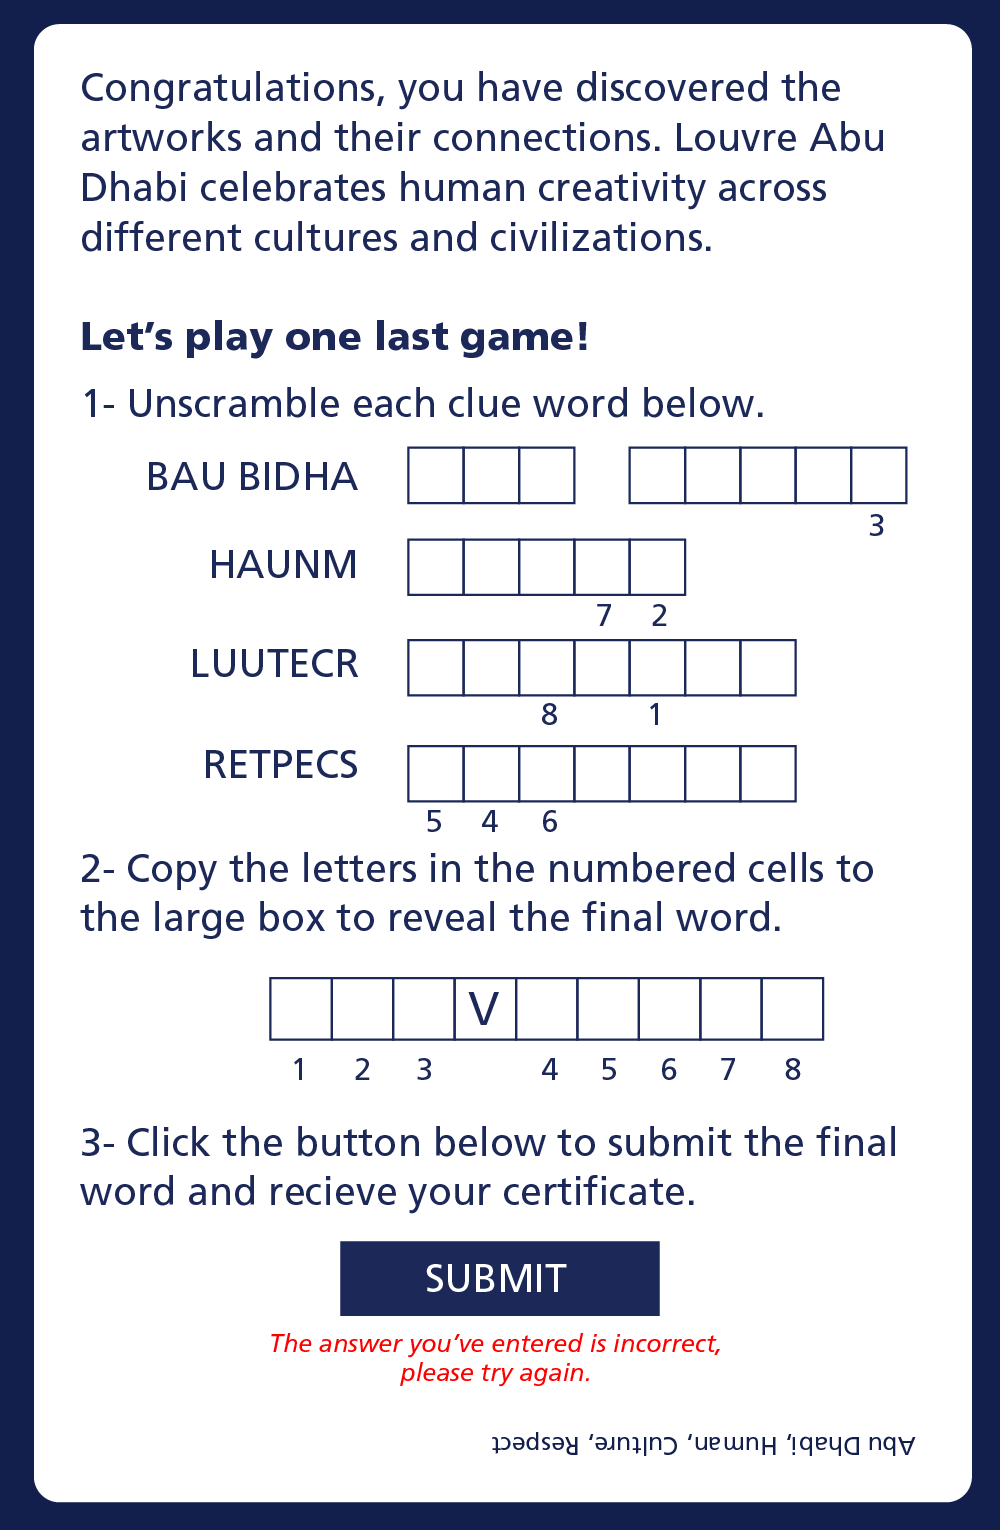 Congratulations, you have discovered the
artworks and their connections. Louvre Abu
Dhabi celebrates human creativity across
different cultures and civilizations.
Let’s play one last game!
1- Unscramble each clue word below.
BAU BIDHA
3
HAUNM
7 2
LUUTECR
8 1
RETPECS
5 4 6
2- Copy the letters in the numbered cells to
the large box to reveal the final word.
V
1 2 3 4 5 6 7 8
3- Click the button below to submit the final
word and recieve your certificate.
SUBMIT
The answer you’ve entered is incorrect,
please try again.
Abu Dhabi, Human, Culture, Respect